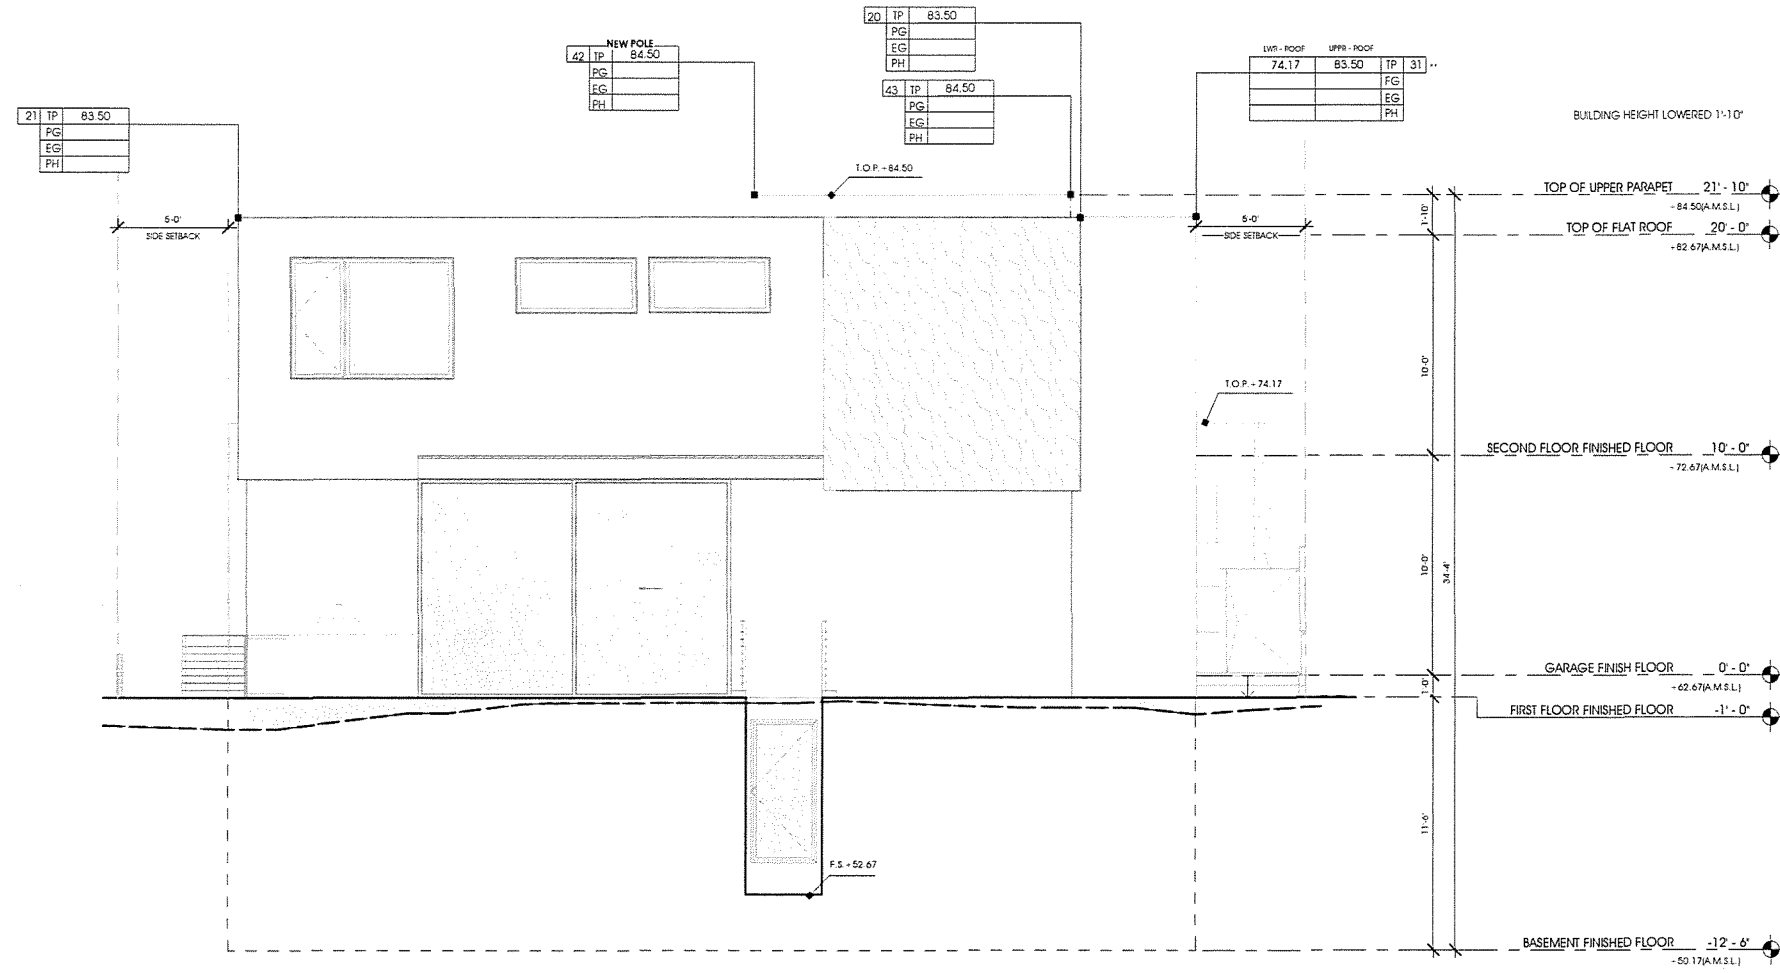 20 TP 83.50
PG
EG
PH
NEW POLE
42 TP 84.50
PG
EG
PH
LWR - ROOF UPPR - ROOF
74.17 83.50 TP 31
FG
EG
PH
43 TP 84.50
PG
EG
PH
21 TP 83.50
PG
EG
PH
BUILDING HEIGHT LOWERED 1'-10"
T.O.P. +84.50
TOP OF UPPER PARAPET 21' - 10"
+84.50(A.M.S.L.)
5'-0"
SIDE SETBACK
5'-0"
SIDE SETBACK
1'-10"
TOP OF FLAT ROOF 20' - 0"
+82.67(A.M.S.L.)
10'-0"
T.O.P. +74.17
SECOND FLOOR FINISHED FLOOR 10' - 0"
+72.67(A.M.S.L.)
10'-0"
34'-4"
GARAGE FINISH FLOOR 0' - 0"
+62.67(A.M.S.L.)
1'-0"
FIRST FLOOR FINISHED FLOOR -1' - 0"
11'-6"
F.S. +52.67
BASEMENT FINISHED FLOOR -12' - 6"
+50.17(A.M.S.L.)